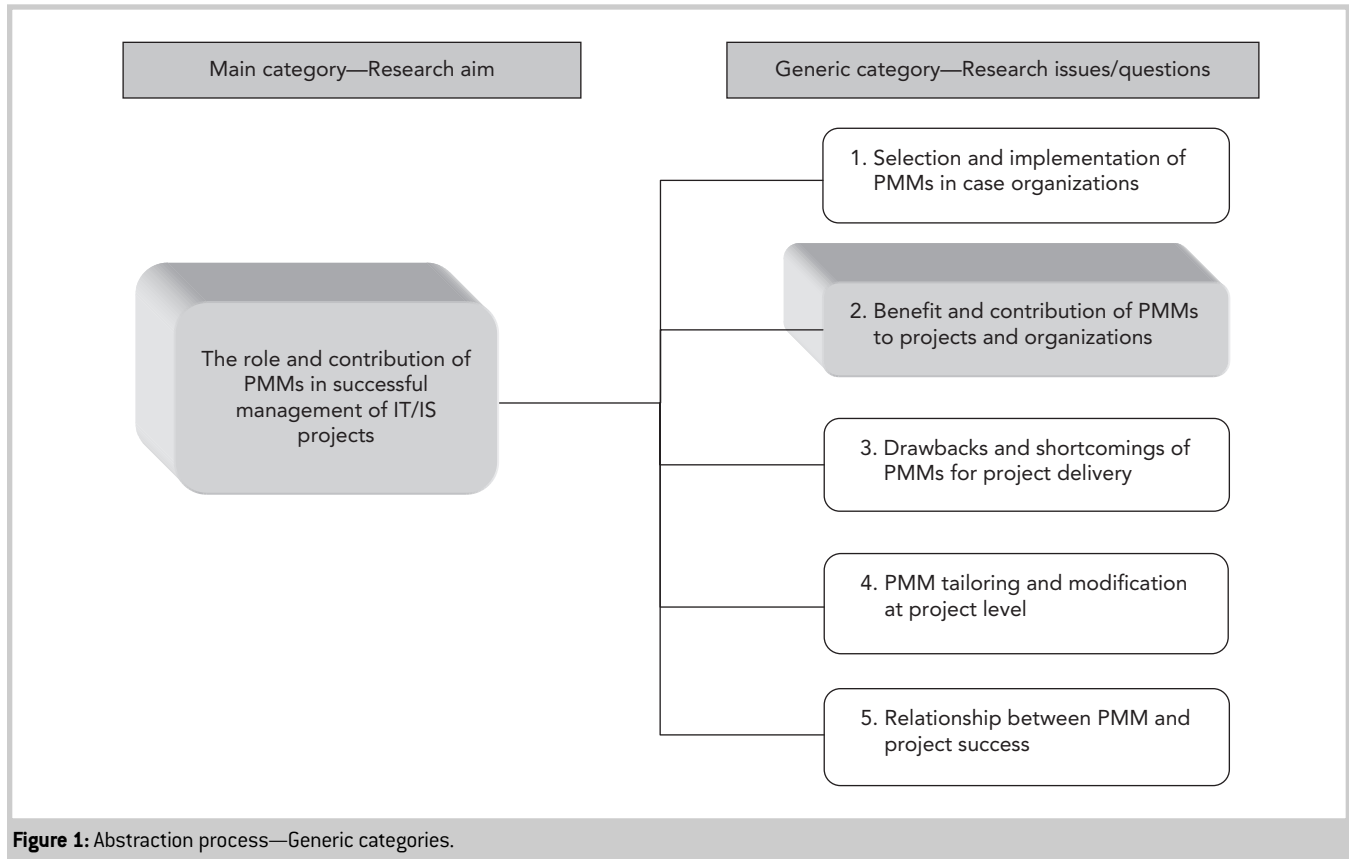 Main category—Research aim
Generic category—Research issues/questions
The role and contribution of
PMMs in successful
management of IT/IS
projects
1. Selection and implementation of
PMMs in case organizations
2. Benefit and contribution of PMMs
to projects and organizations
3. Drawbacks and shortcomings of
PMMs for project delivery
4. PMM tailoring and modification
at project level
5. Relationship between PMM and
project success
Figure 1: Abstraction process—Generic categories.